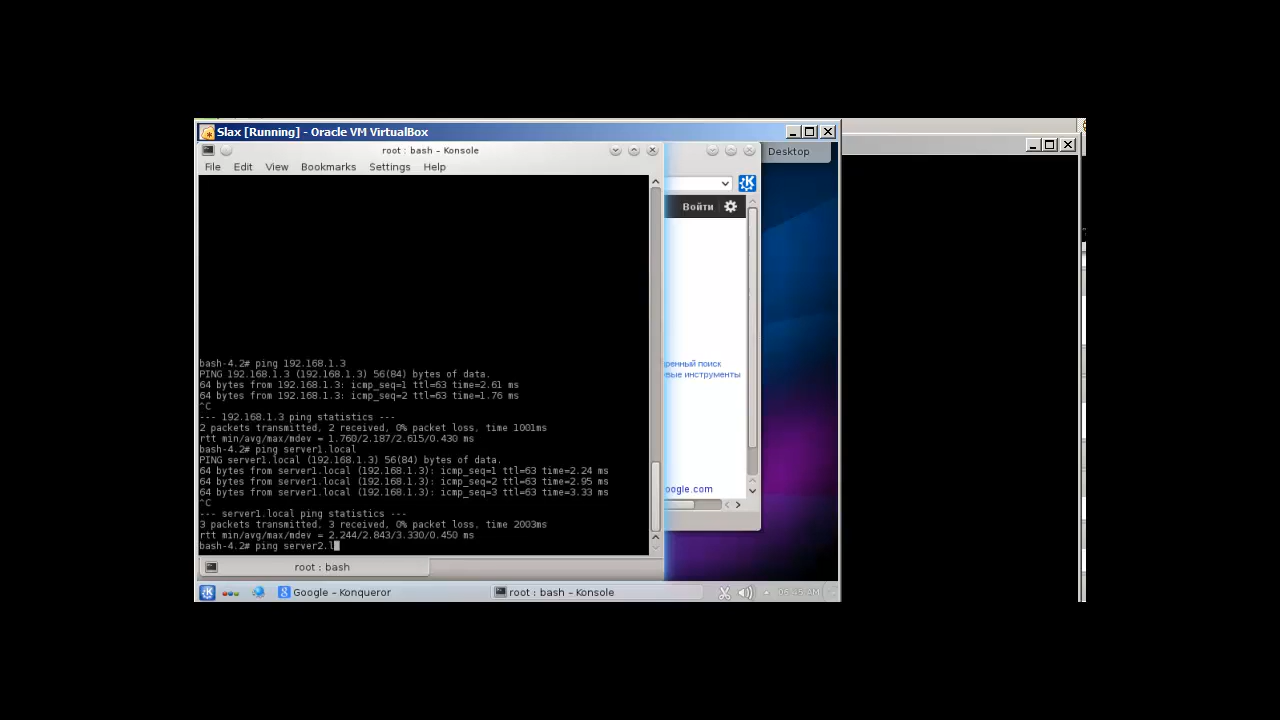 Slax [Running] - Oracle VM VirtualBox
root : bash – Konsole
Desktop
File Edit View Bookmarks Settings Help
Войти
bash-4.2# ping 192.168.1.3
PING 192.168.1.3 (192.168.1.3) 56(84) bytes of data.
64 bytes from 192.168.1.3: icmp_seq=1 ttl=63 time=2.61 ms
64 bytes from 192.168.1.3: icmp_seq=2 ttl=63 time=1.76 ms
^C
--- 192.168.1.3 ping statistics ---
2 packets transmitted, 2 received, 0% packet loss, time 1001ms
rtt min/avg/max/mdev = 1.760/2.187/2.615/0.430 ms
bash-4.2# ping server1.local
PING server1.local (192.168.1.3) 56(84) bytes of data.
64 bytes from server1.local (192.168.1.3): icmp_seq=1 ttl=63 time=2.24 ms
64 bytes from server1.local (192.168.1.3): icmp_seq=2 ttl=63 time=2.95 ms
64 bytes from server1.local (192.168.1.3): icmp_seq=3 ttl=63 time=3.33 ms
^C
--- server1.local ping statistics ---
3 packets transmitted, 3 received, 0% packet loss, time 2003ms
rtt min/avg/max/mdev = 2.244/2.843/3.330/0.450 ms
bash-4.2# ping server2.l
ренный поиск
вые инструменты
oogle.com
root : bash
Google – Konqueror
root : bash – Konsole